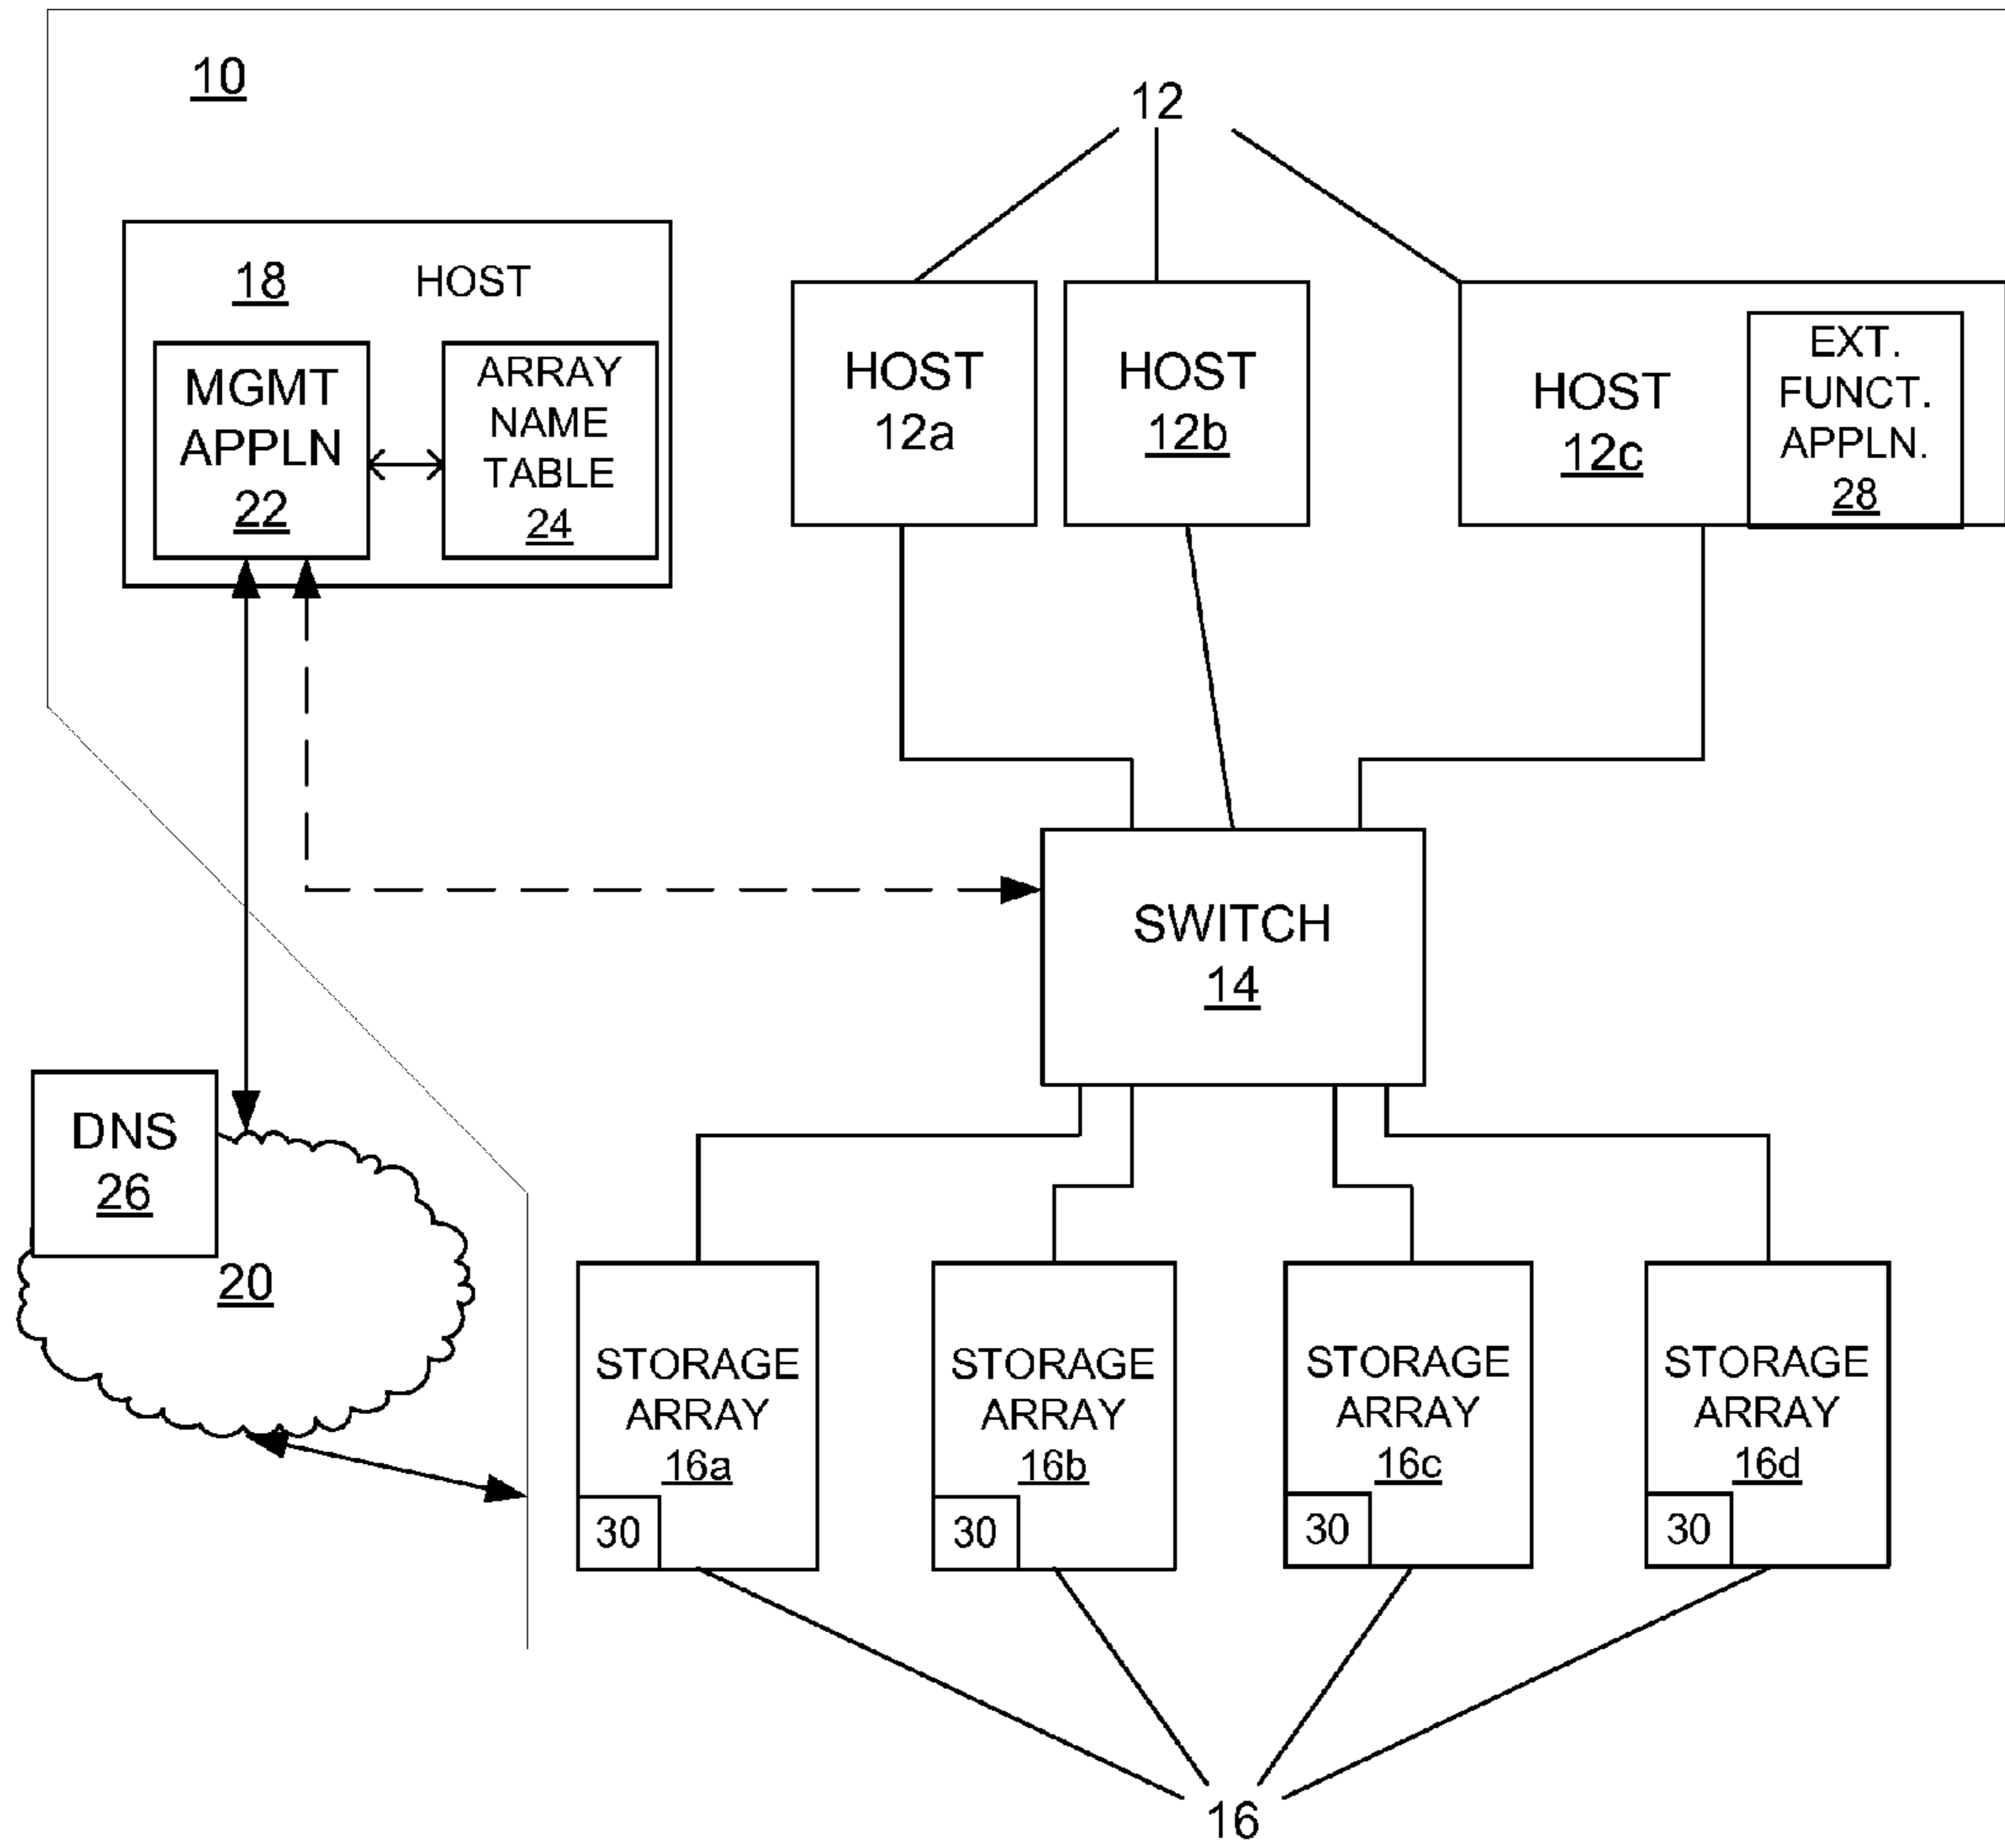 10
12
18 HOST
MGMT
APPLN
22
ARRAY
NAME
TABLE
24
HOST
12a
HOST
12b
HOST
12c
EXT.
FUNCT.
APPLN.
28
SWITCH
14
DNS
26
20
STORAGE
ARRAY
16a
30
STORAGE
ARRAY
16b
30
STORAGE
ARRAY
16c
30
STORAGE
ARRAY
16d
30
16